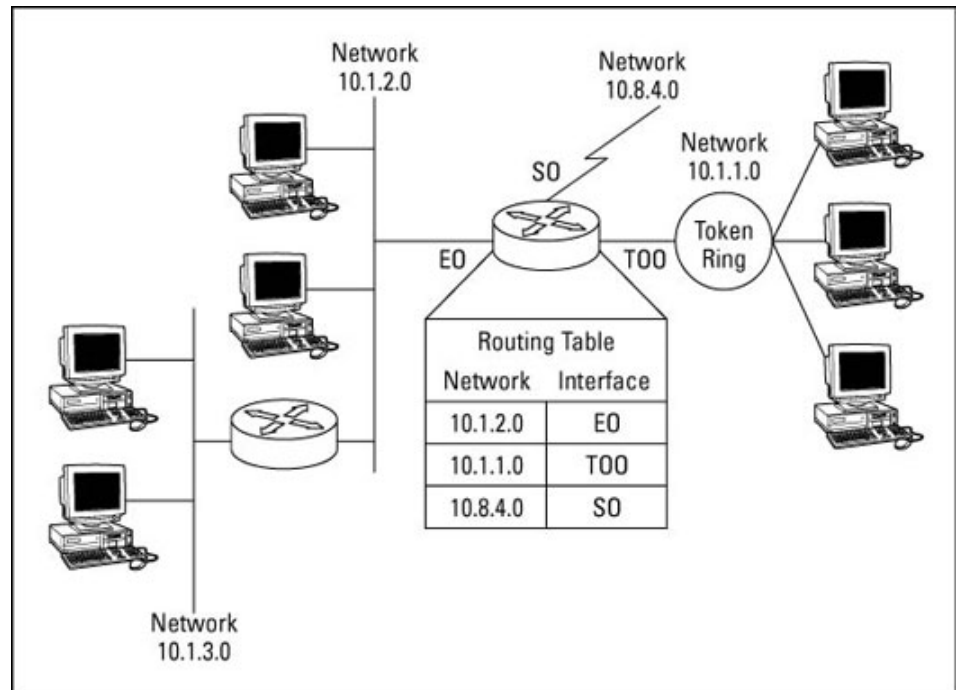 Network
10.1.2.0
Network
10.8.4.0
Network
10.1.1.0
SO
EO
TOO
Token
Ring
Routing Table
Network Interface
10.1.2.0 EO
10.1.1.0 TOO
10.8.4.0 SO
Network
10.1.3.0